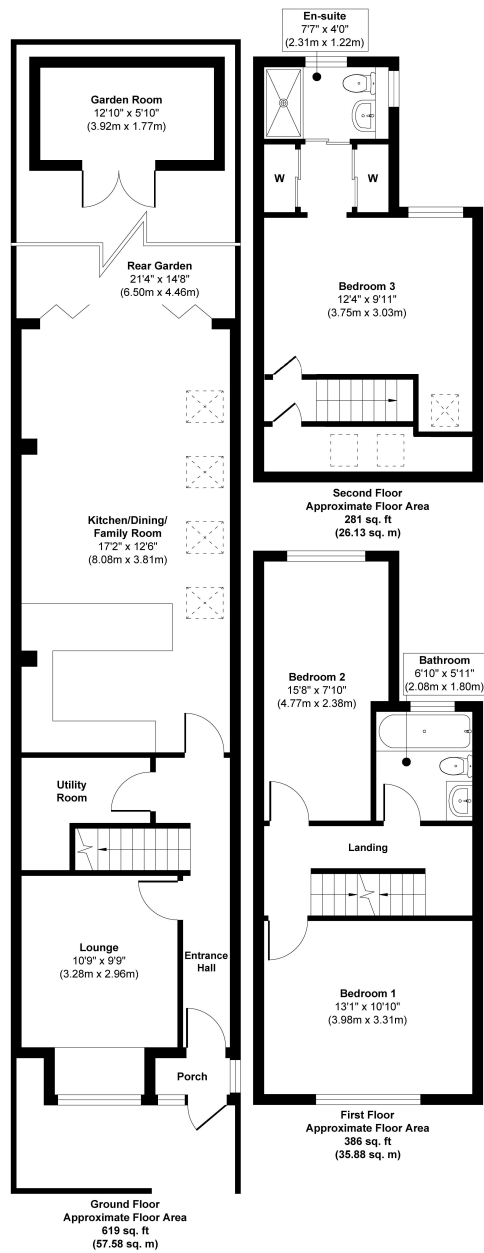 Garden Room
12'10" x 5'10"
(3.92m x 1.77m)
Rear Garden
21'4" x 14'8"
(6.50m x 4.46m)
Kitchen/Dining/
Family Room
17'2" x 12'6"
(8.08m x 3.81m)
Utility
Room
Lounge
10'9" x 9'9"
(3.28m x 2.96m)
Entrance
Hall
Porch
Ground Floor
Approximate Floor Area
619 sq. ft
(57.58 sq. m)
En-suite
7'7" x 4'0"
(2.31m x 1.22m)
W
W
Bedroom 3
12'4" x 9'11"
(3.75m x 3.03m)
Second Floor
Approximate Floor Area
281 sq. ft
(26.13 sq. m)
Bedroom 2
15'8" x 7'10"
(4.77m x 2.38m)
Bathroom
6'10" x 5'11"
(2.08m x 1.80m)
Landing
Bedroom 1
13'1" x 10'10"
(3.98m x 3.31m)
First Floor
Approximate Floor Area
386 sq. ft
(35.88 sq. m)